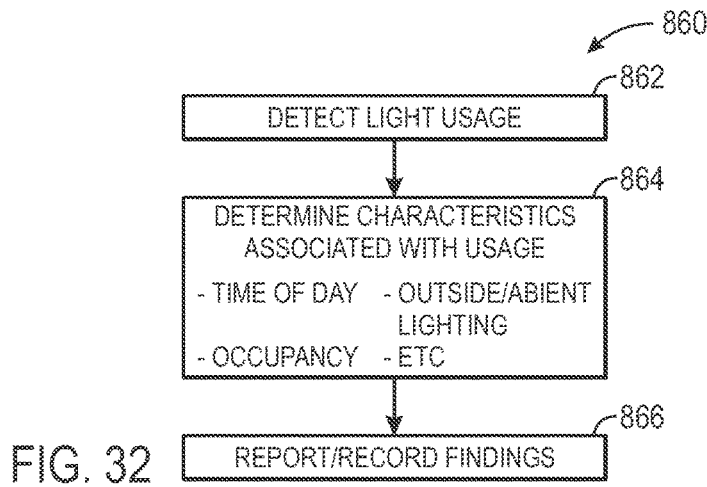 860
862
DETECT LIGHT USAGE
864
DETERMINE CHARACTERISTICS
ASSOCIATED WITH USAGE
- TIME OF DAY - OUTSIDE/ABIENT
LIGHTING
- OCCUPANCY - ETC
866
REPORT/RECORD FINDINGS
FIG. 32